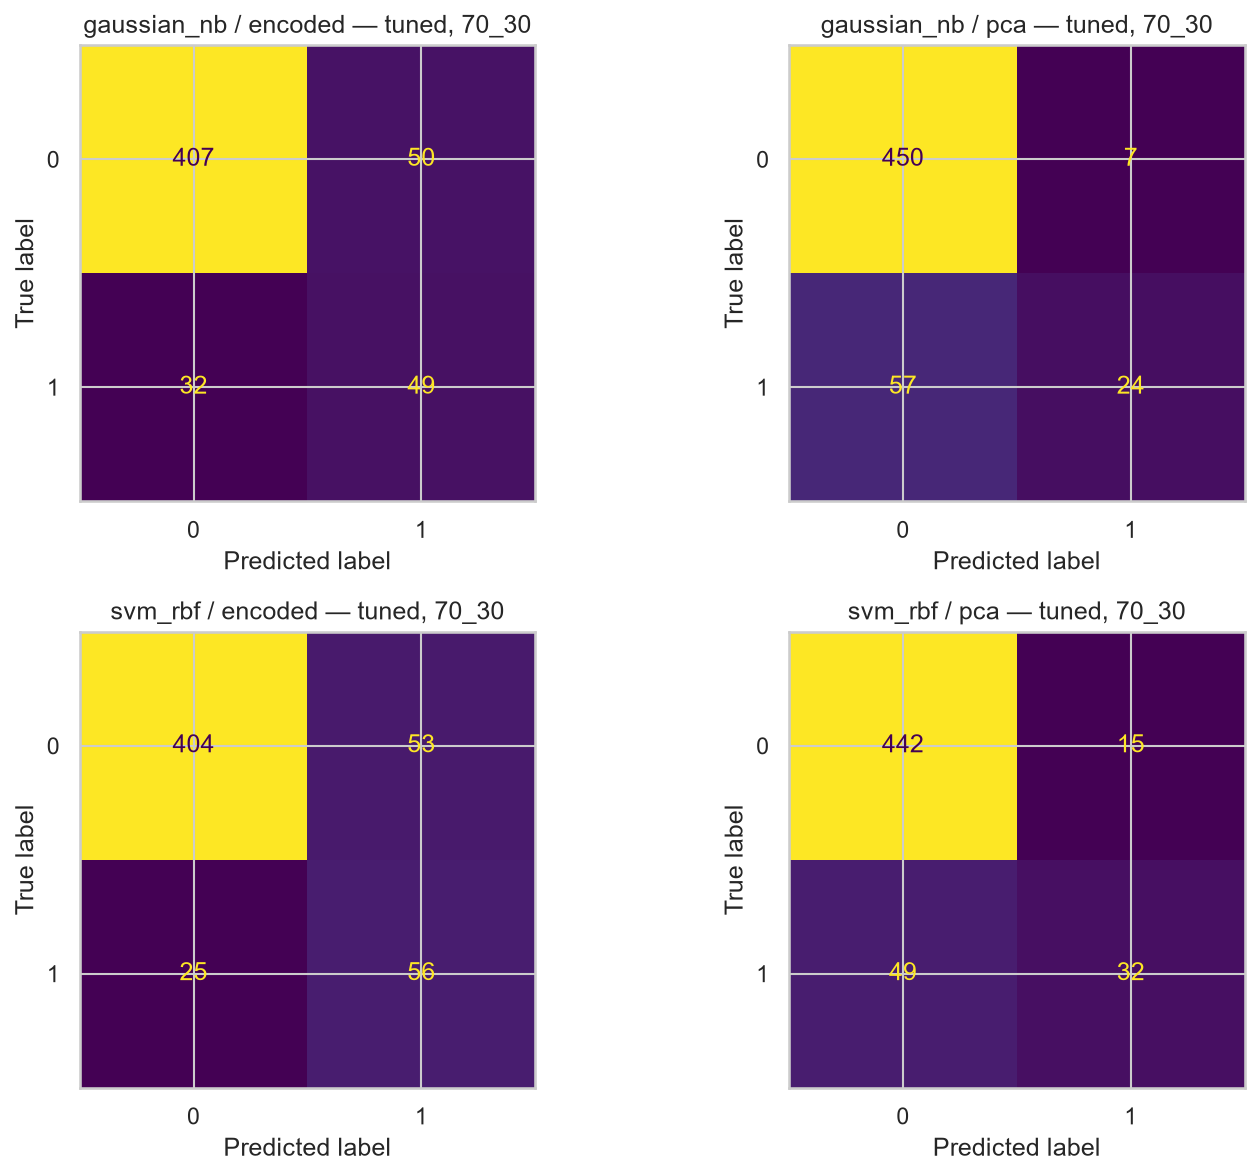 gaussian_nb / encoded — tuned, 70_30
True label
0
407
50
1
32
49
0
1
Predicted label
gaussian_nb / pca — tuned, 70_30
True label
0
450
7
1
57
24
0
1
Predicted label
svm_rbf / encoded — tuned, 70_30
True label
0
404
53
1
25
56
0
1
Predicted label
svm_rbf / pca — tuned, 70_30
True label
0
442
15
1
49
32
0
1
Predicted label